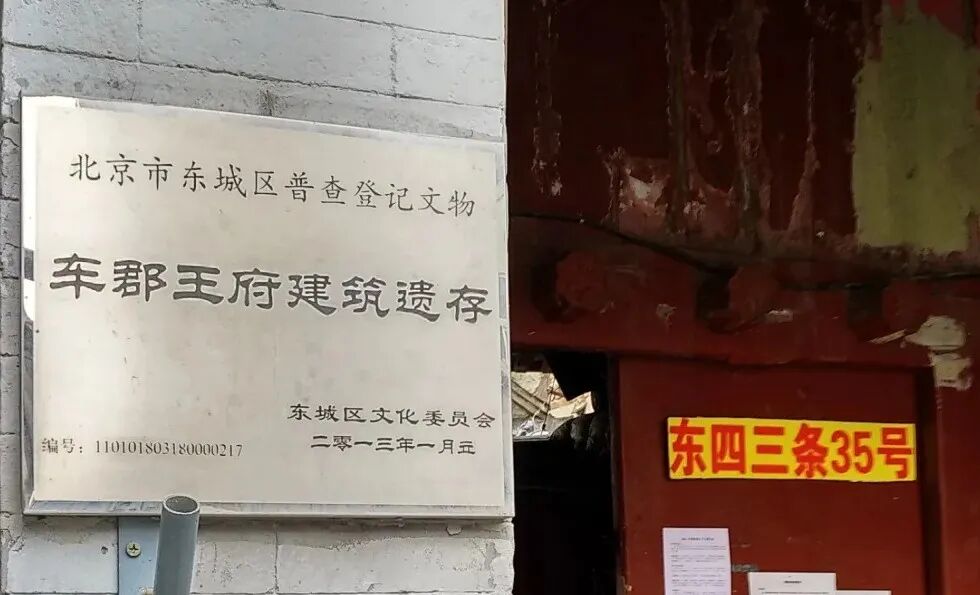 北京市东城区普查登记文物
车郡王府建筑遗存
东城区文化委员会
编号：110101803180000217
二零一三年一月立
东四三条35号